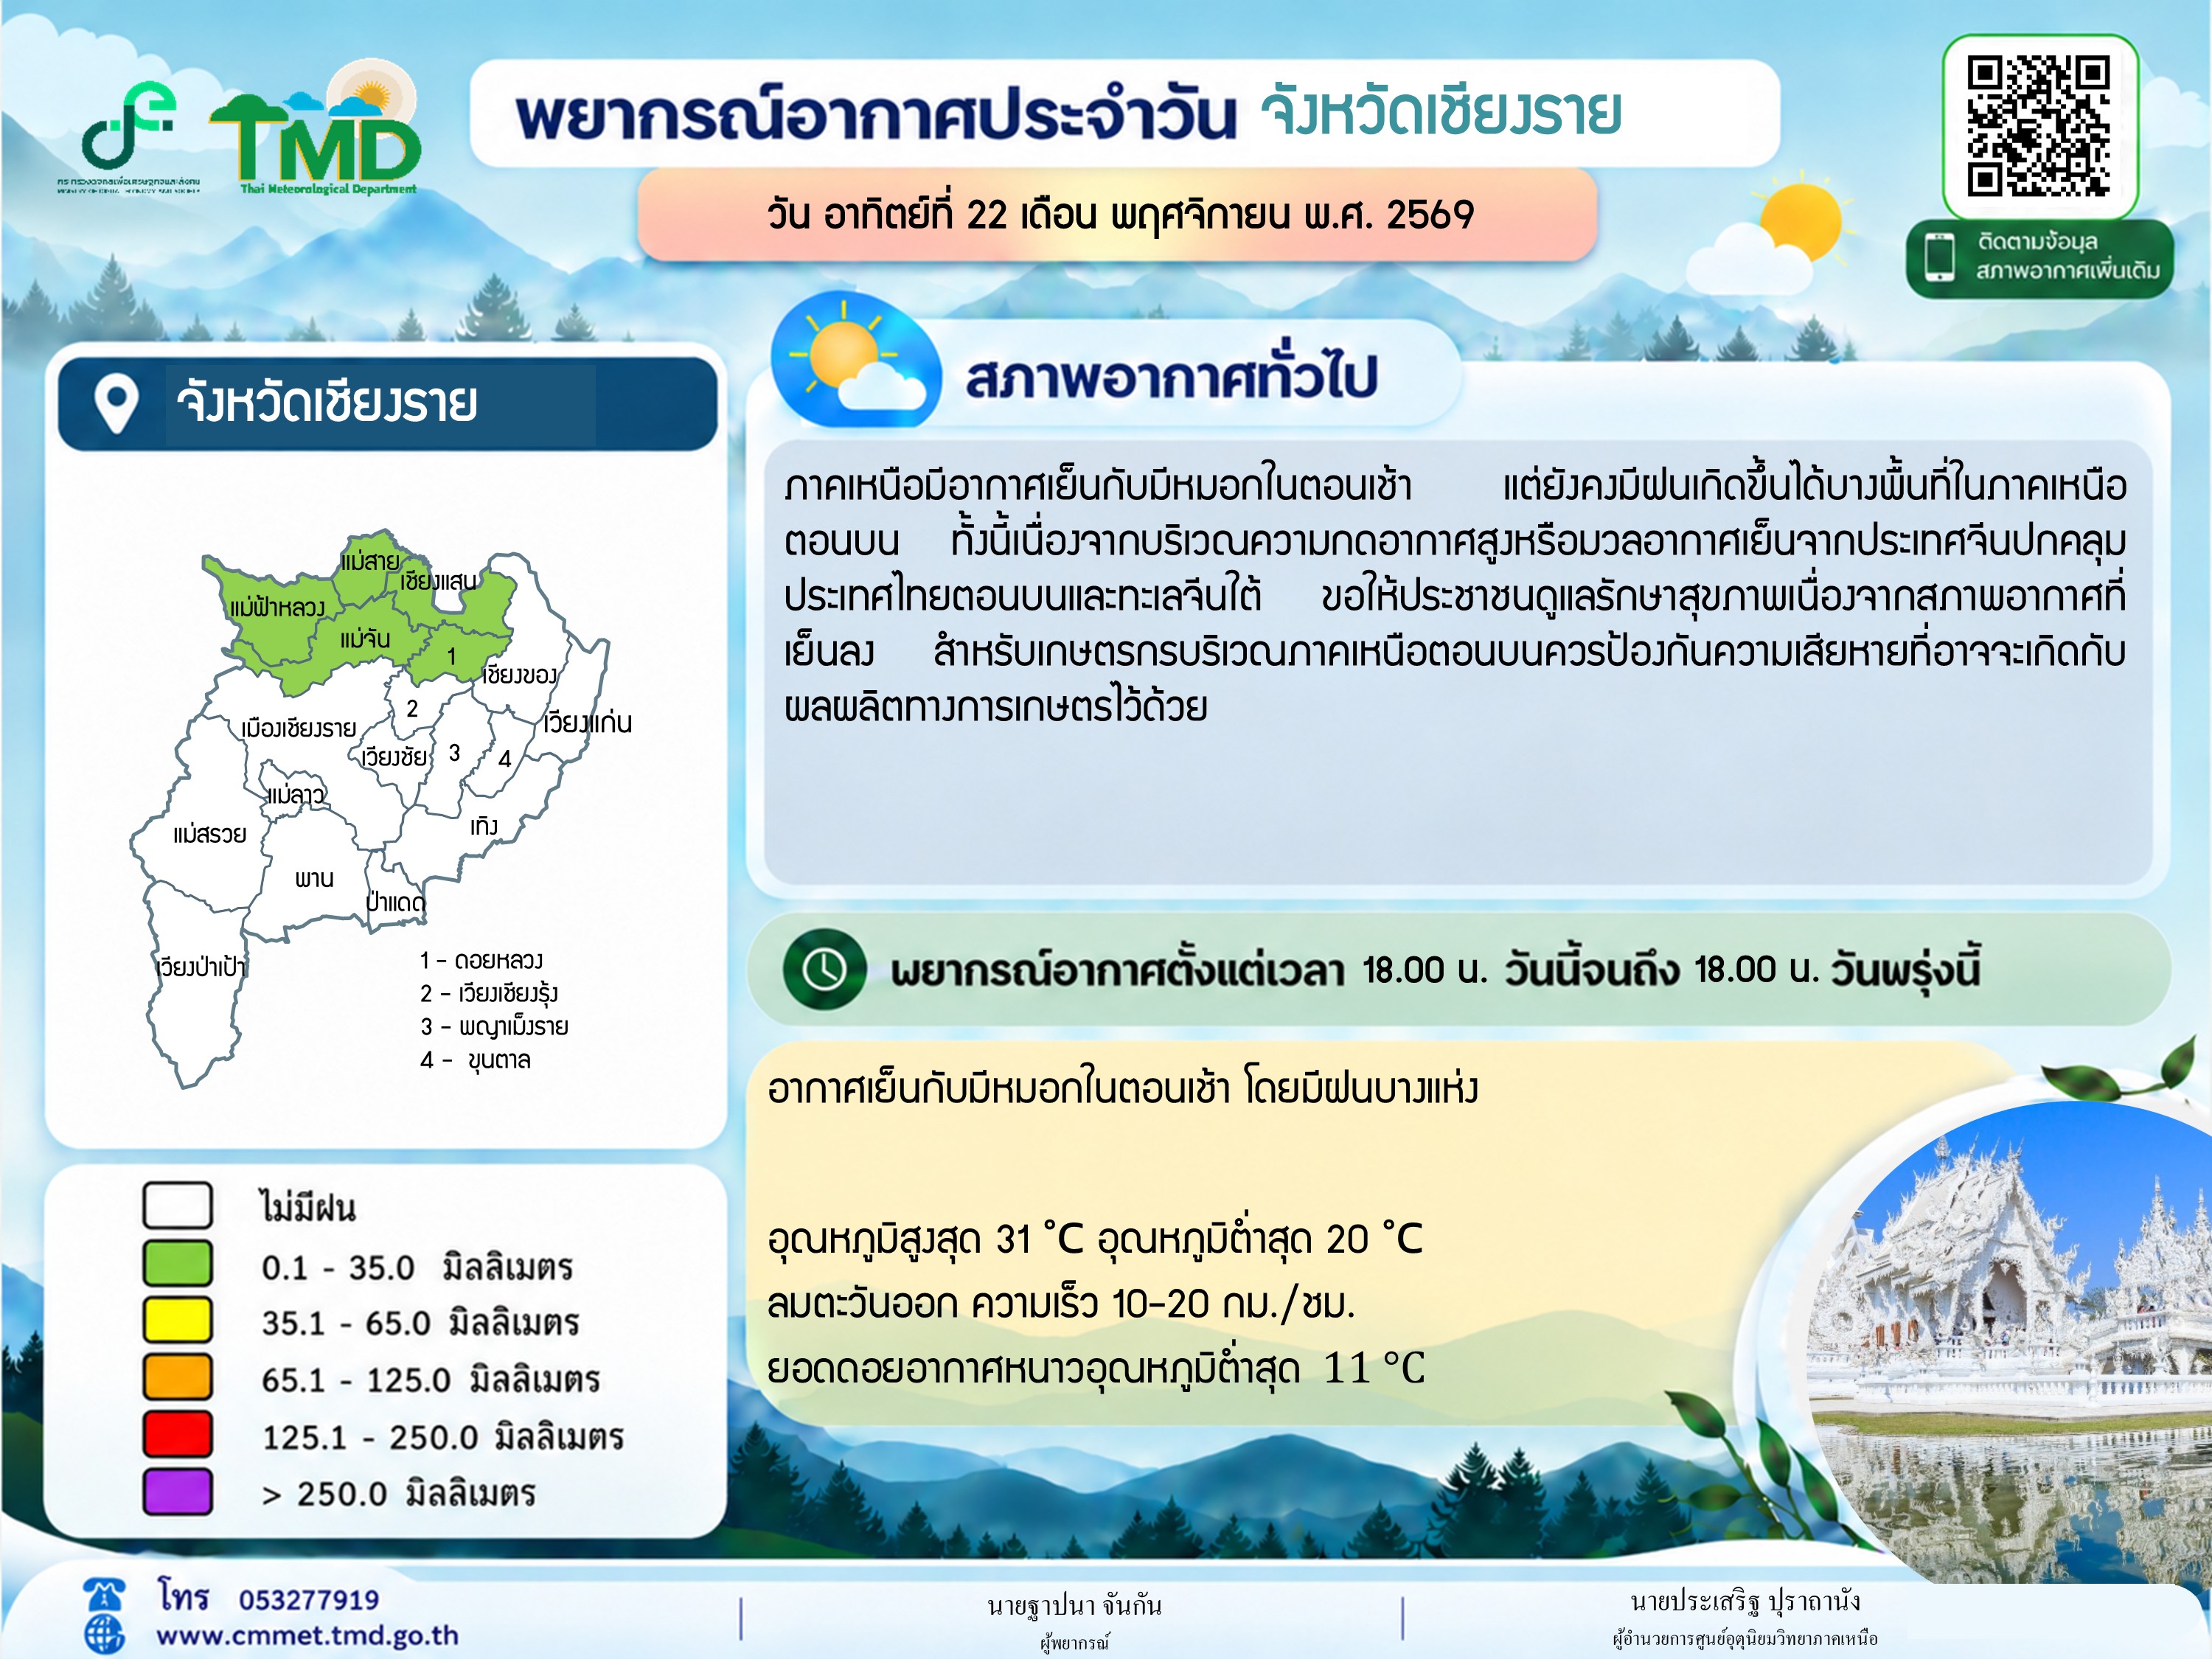 TMD
Thai Meteorological Department
พยากรณ์อากาศประจำวัน จังหวัดเชียงราย
วัน อาทิตย์ที่ 22 เดือน พฤศจิกายน พ.ศ. 2569
ติดตามข้อมูล
สภาพอากาศเพิ่มเติม
จังหวัดเชียงราย
แม่สาย
เชียงแสน
แม่ฟ้าหลวง
แม่จัน
1
เชียงของ
2
เวียงแก่น
เมืองเชียงราย
เวียงชัย
3
4
แม่ลาว
แม่สรวย
เทิง
พาน
ป่าแดด
เวียงป่าเป้า
1 - ดอยหลวง
2 - เวียงเชียงรุ้ง
3 - พญาเม็งราย
4 - ขุนตาล
ไม่มีฝน
0.1 - 35.0 มิลลิเมตร
35.1 - 65.0 มิลลิเมตร
65.1 - 125.0 มิลลิเมตร
125.1 - 250.0 มิลลิเมตร
> 250.0 มิลลิเมตร
สภาพอากาศทั่วไป
ภาคเหนือมีอากาศเย็นกับมีหมอกในตอนเช้า แต่ยังคงมีฝนเกิดขึ้นได้บางพื้นที่ในภาคเหนือ
ตอนบน ทั้งนี้เนื่องจากบริเวณความกดอากาศสูงหรือมวลอากาศเย็นจากประเทศจีนปกคลุม
ประเทศไทยตอนบนและทะเลจีนใต้ ขอให้ประชาชนดูแลรักษาสุขภาพเนื่องจากสภาพอากาศที่
เย็นลง สำหรับเกษตรกรบริเวณภาคเหนือตอนบนควรป้องกันความเสียหายที่อาจจะเกิดกับ
ผลผลิตทางการเกษตรไว้ด้วย
พยากรณ์อากาศตั้งแต่เวลา 18.00 น. วันนี้จนถึง 18.00 น. วันพรุ่งนี้
อากาศเย็นกับมีหมอกในตอนเช้า โดยมีฝนบางแห่ง
อุณหภูมิสูงสุด 31 °C อุณหภูมิต่ำสุด 20 °C
ลมตะวันออก ความเร็ว 10-20 กม./ชม.
ยอดดอยอากาศหนาวอุณหภูมิต่ำสุด 11 °C
โทร 053277919
www.cmmet.tmd.go.th
นายฐาปนา จันกัน
ผู้พยากรณ์
นายประเสริฐ ปุราถานัง
ผู้อำนวยการศูนย์อุตุนิยมวิทยาภาคเหนือ